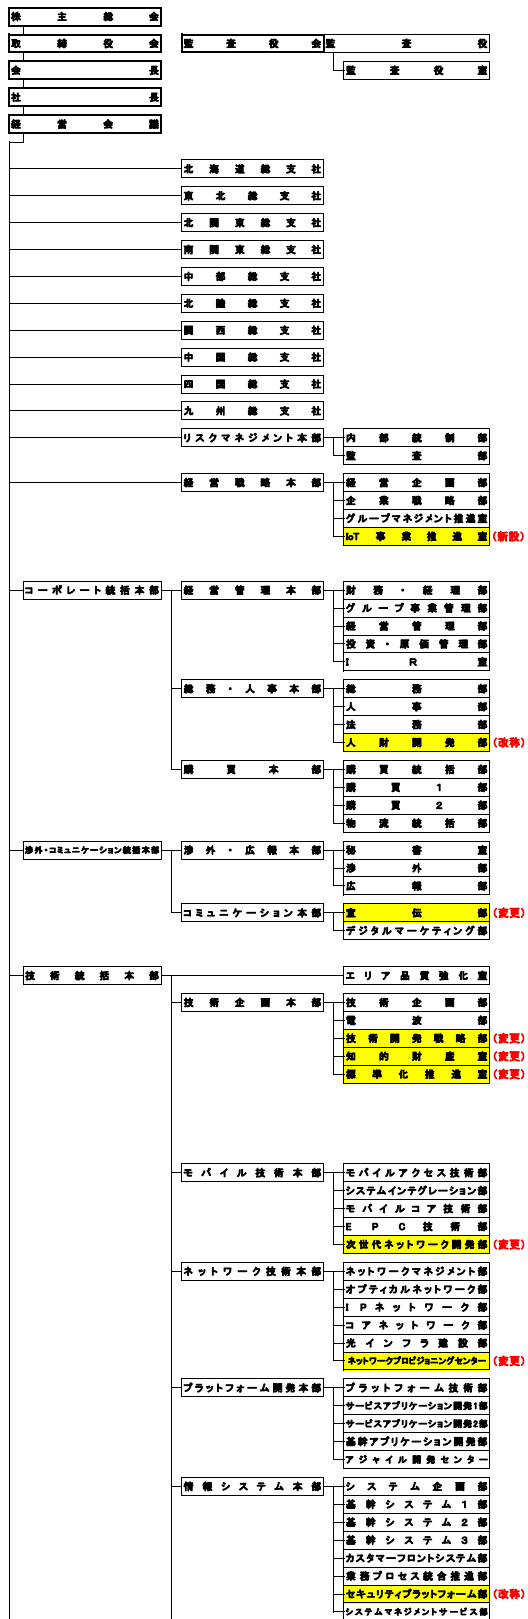 株主総会
取締役会
監査役会
監査役
会長
監査役室
社長
経営会議
北海道総支社
東北総支社
北関東総支社
南関東総支社
中部総支社
北陸総支社
関西総支社
中国総支社
四国総支社
九州総支社
リスクマネジメント本部
内部統制部
監査部
経営戦略本部
経営企画部
企業戦略部
グループマネジメント推進室
IoT事業推進室(新設)
コーポレート統括本部
経営管理本部
財務・経理部
グループ事業管理部
経営管理部
投資・原価管理部
IR室
総務・人事本部
総務部
人事部
法務部
人財開発部(改称)
購買本部
購買統括部
購買1部
購買2部
物流統括部
渉外・コミュニケーション統括本部
渉外・広報本部
秘書室
渉外部
広報部
コミュニケーション本部
宣伝部(変更)
デジタルマーケティング部
技術統括本部
エリア品質強化室
技術企画本部
技術企画部
電波部
技術開発戦略部(変更)
知的財産室(変更)
標準化推進室(変更)
モバイル技術本部
モバイルアクセス技術部
システムインテグレーション部
モバイルコア技術部
EPC技術部
次世代ネットワーク開発部(変更)
ネットワーク技術本部
ネットワークマネジメント部
オプティカルネットワーク部
IPネットワーク部
コアネットワーク部
光インフラ建設部
ネットワークプロビジョニングセンター(変更)
プラットフォーム開発本部
プラットフォーム技術部
サービスアプリケーション開発1部
サービスアプリケーション開発2部
基幹アプリケーション開発部
アジャイル開発センター
情報システム本部
システム企画部
基幹システム1部
基幹システム2部
基幹システム3部
カスタマーフロントシステム部
業務プロセス統合推進部
セキュリティプラットフォーム部(改称)
システムマネジメントサービス部